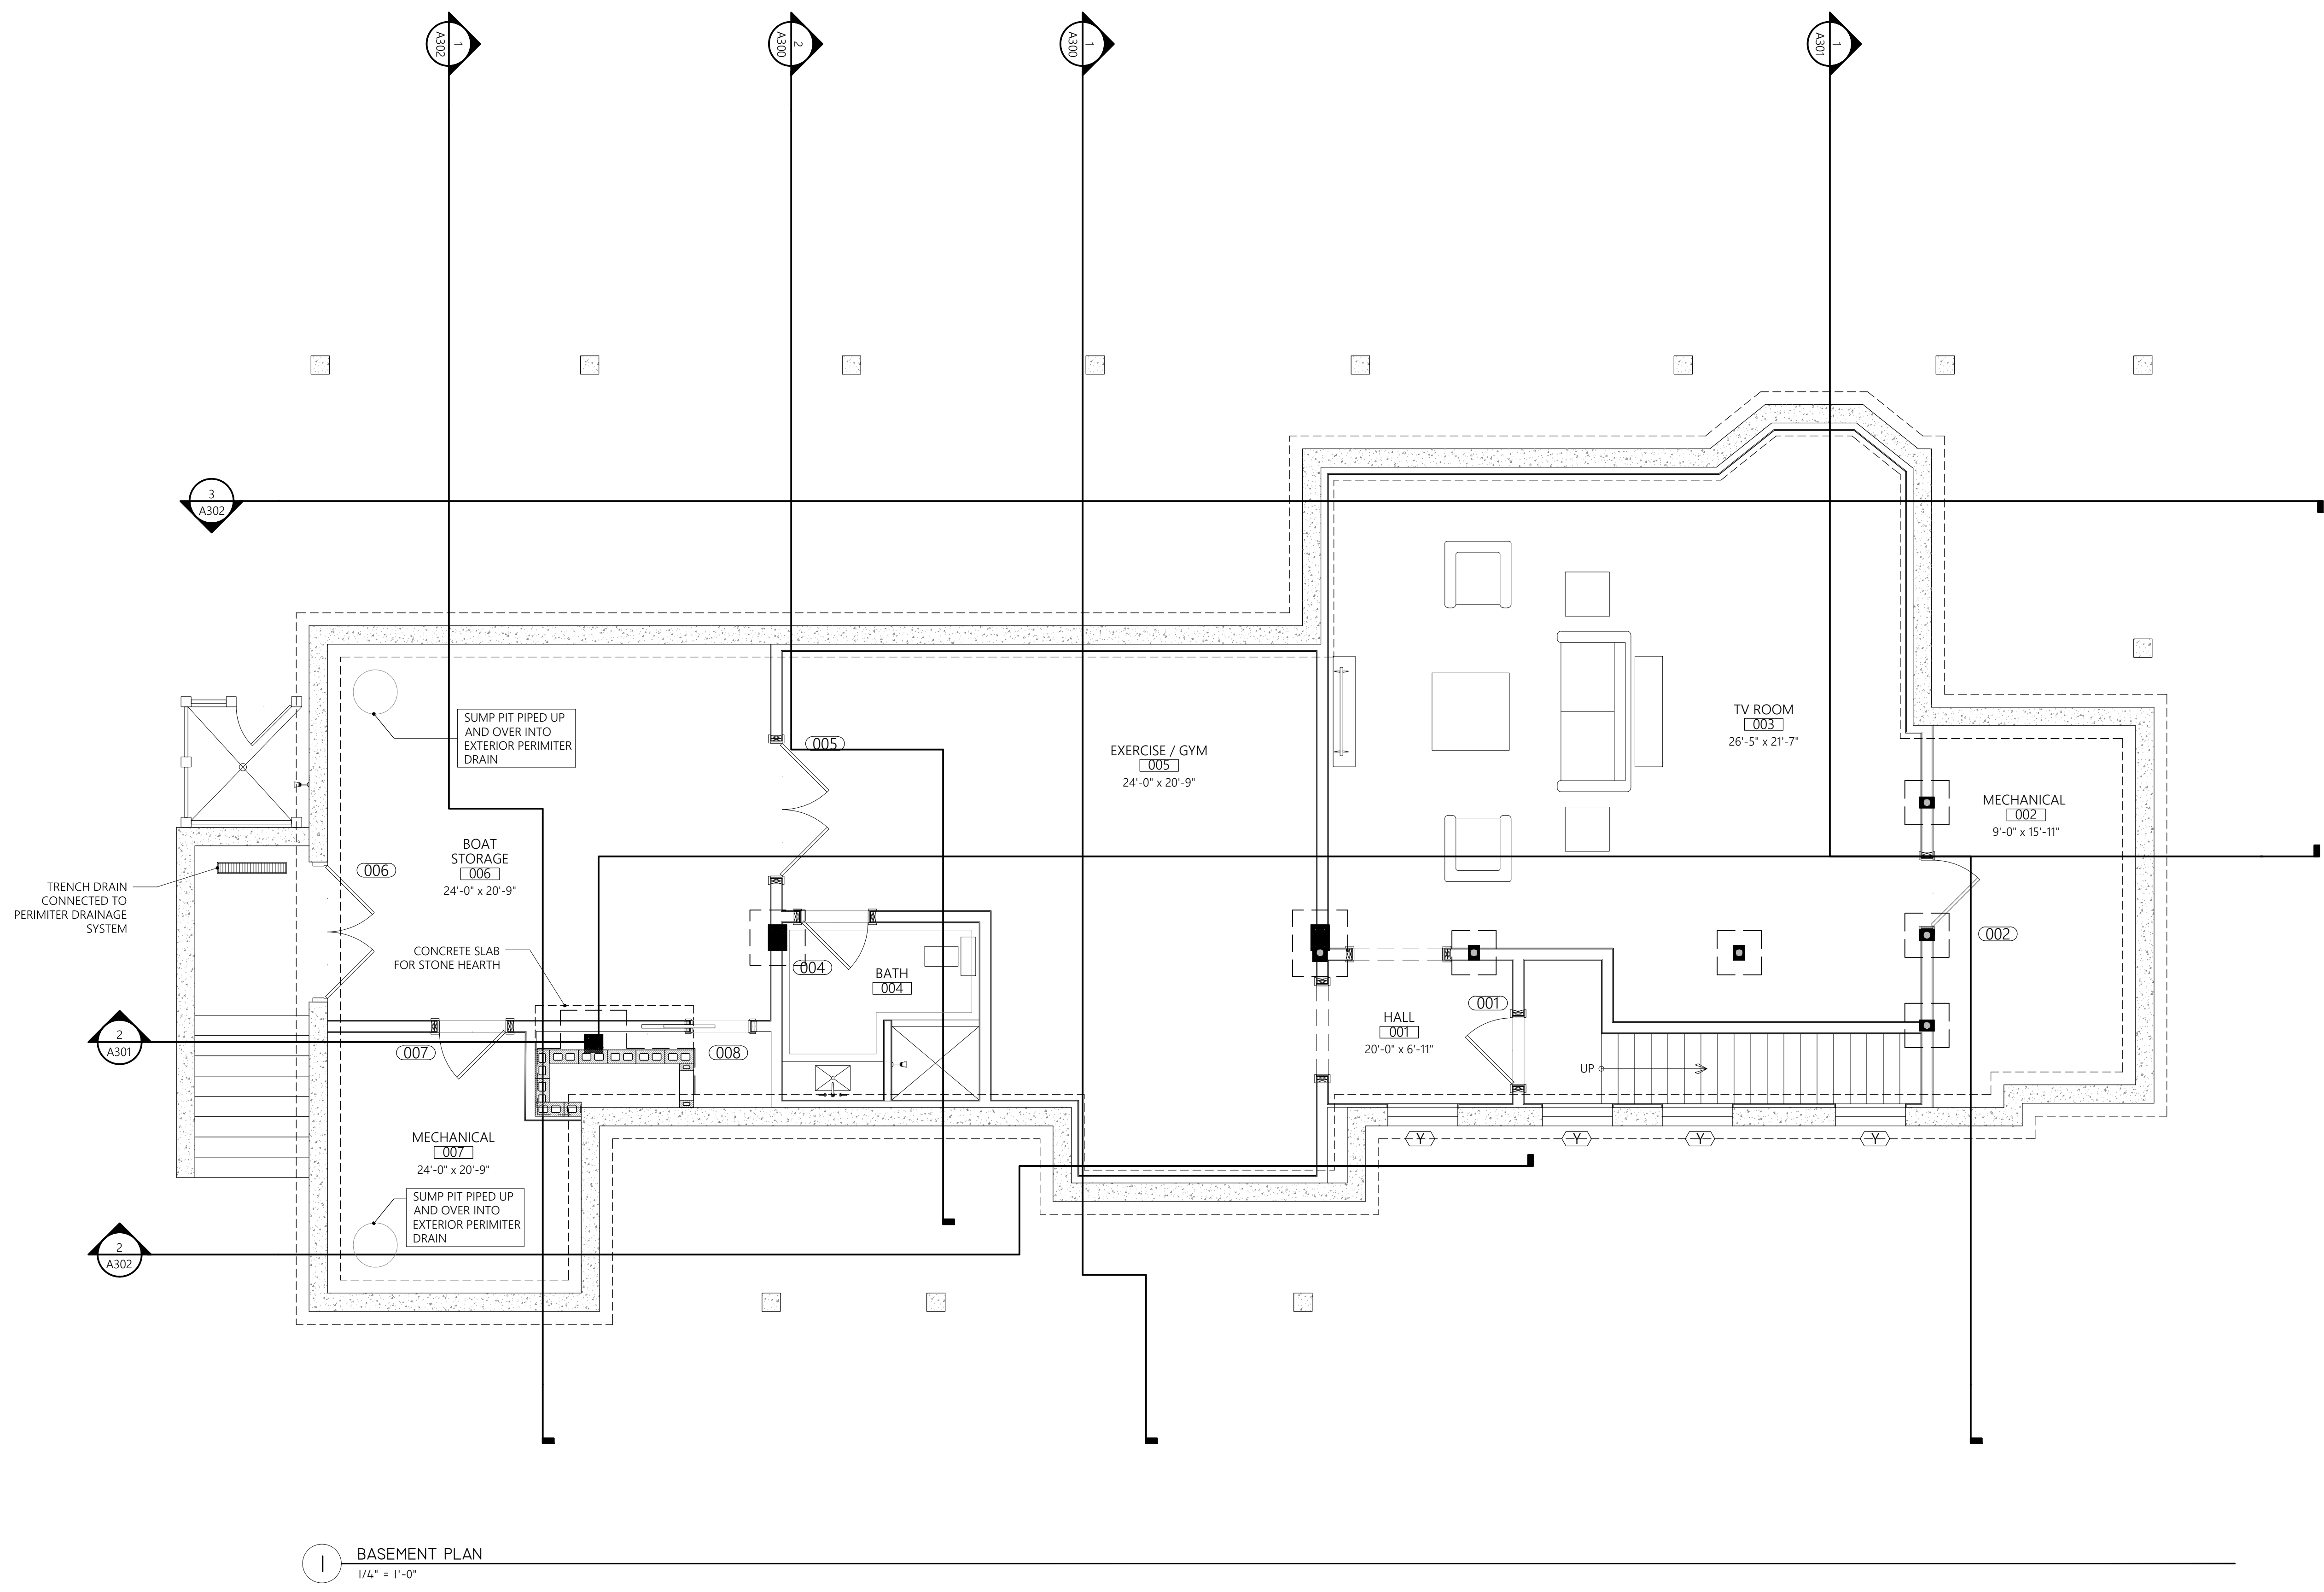 1
A302
2
A300
1
A300
1
A301
3
A302
SUMP PIT PIPED UP
AND OVER INTO
EXTERIOR PERIMITER
DRAIN
005
EXERCISE / GYM
005
24'-0" x 20'-9"
TV ROOM
003
26'-5" x 21'-7"
MECHANICAL
002
9'-0" x 15'-11"
BOAT
STORAGE
006
24'-0" x 20'-9"
006
TRENCH DRAIN
CONNECTED TO
PERIMITER DRAINAGE
SYSTEM
CONCRETE SLAB
FOR STONE HEARTH
004
BATH
004
002
001
HALL
001
20'-0" x 6'-11"
UP
2
A301
007
008
MECHANICAL
007
24'-0" x 20'-9"
Y
Y
Y
Y
SUMP PIT PIPED UP
AND OVER INTO
EXTERIOR PERIMITER
DRAIN
2
A302
1
BASEMENT PLAN
1/4" = 1'-0"